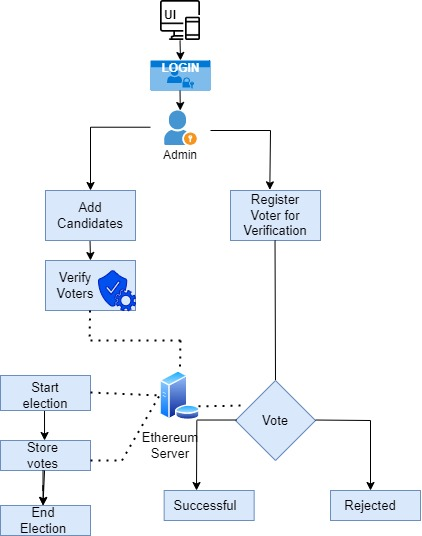 UI
LOGIN
Admin
Add
Candidates
Register
Voter for
Verification
Verify
Voters
Start
election
Ethereum
Server
Vote
Store
votes
Successful
Rejected
End
Election